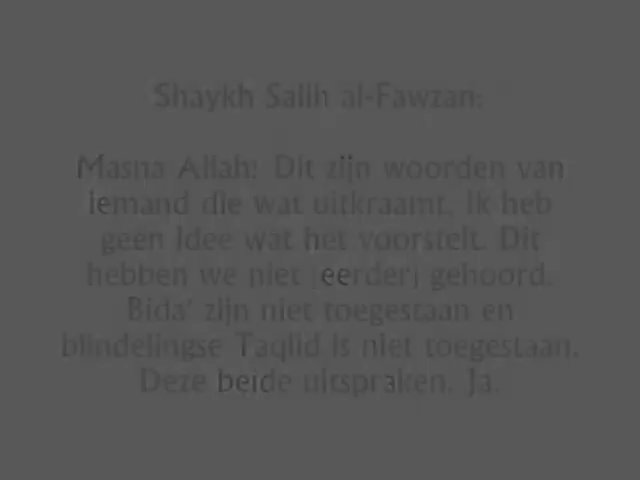 Shaykh Salih al-Fawzan:
Masha Allah! Dit zijn woorden van
iemand die wat uitkraamt. Ik heb
geen idee wat het voorstelt. Dit
hebben we niet [eerder] gehoord.
Bida' zijn niet toegestaan en
blindelingse Taqlid is niet toegestaan.
Deze beide uitspraken. Ja.